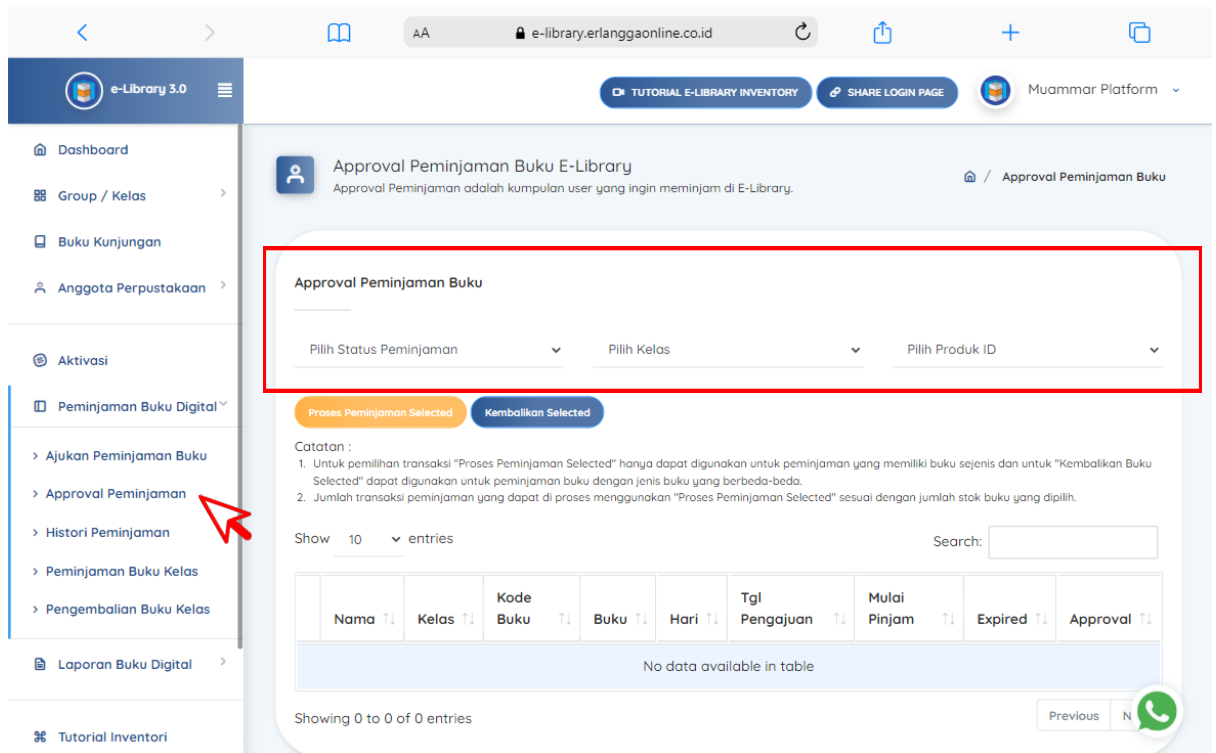 AA
e-library.erlanggaonline.co.id
e-Library 3.0
TUTORIAL E-LIBRARY INVENTORY
SHARE LOGIN PAGE
Muammar Platform
Dashboard
Group / Kelas
Buku Kunjungan
Anggota Perpustakaan
Aktivasi
Peminjaman Buku Digital
Ajukan Peminjaman Buku
Approval Peminjaman
Histori Peminjaman
Peminjaman Buku Kelas
Pengembalian Buku Kelas
Laporan Buku Digital
Tutorial Inventori
Approval Peminjaman Buku E-Library
Approval Peminjaman adalah kumpulan user yang ingin meminjam di E-Library.
/ Approval Peminjaman Buku
Approval Peminjaman Buku
Pilih Status Peminjaman
Pilih Kelas
Pilih Produk ID
Proses Peminjaman Selected
Kembalikan Selected
Catatan :
1. Untuk pemilihan transaksi "Proses Peminjaman Selected" hanya dapat digunakan untuk peminjaman yang memiliki buku sejenis dan untuk "Kembalikan Buku
Selected" dapat digunakan untuk peminjaman buku dengan jenis buku yang berbeda-beda.
2. Jumlah transaksi peminjaman yang dapat di proses menggunakan "Proses Peminjaman Selected" sesuai dengan jumlah stok buku yang dipilih.
Show 10 entries
Search:
Nama
Kelas
Kode
Buku
Buku
Hari
Tgl
Pengajuan
Mulai
Pinjam
Expired
Approval
No data available in table
Showing 0 to 0 of 0 entries
Previous
N